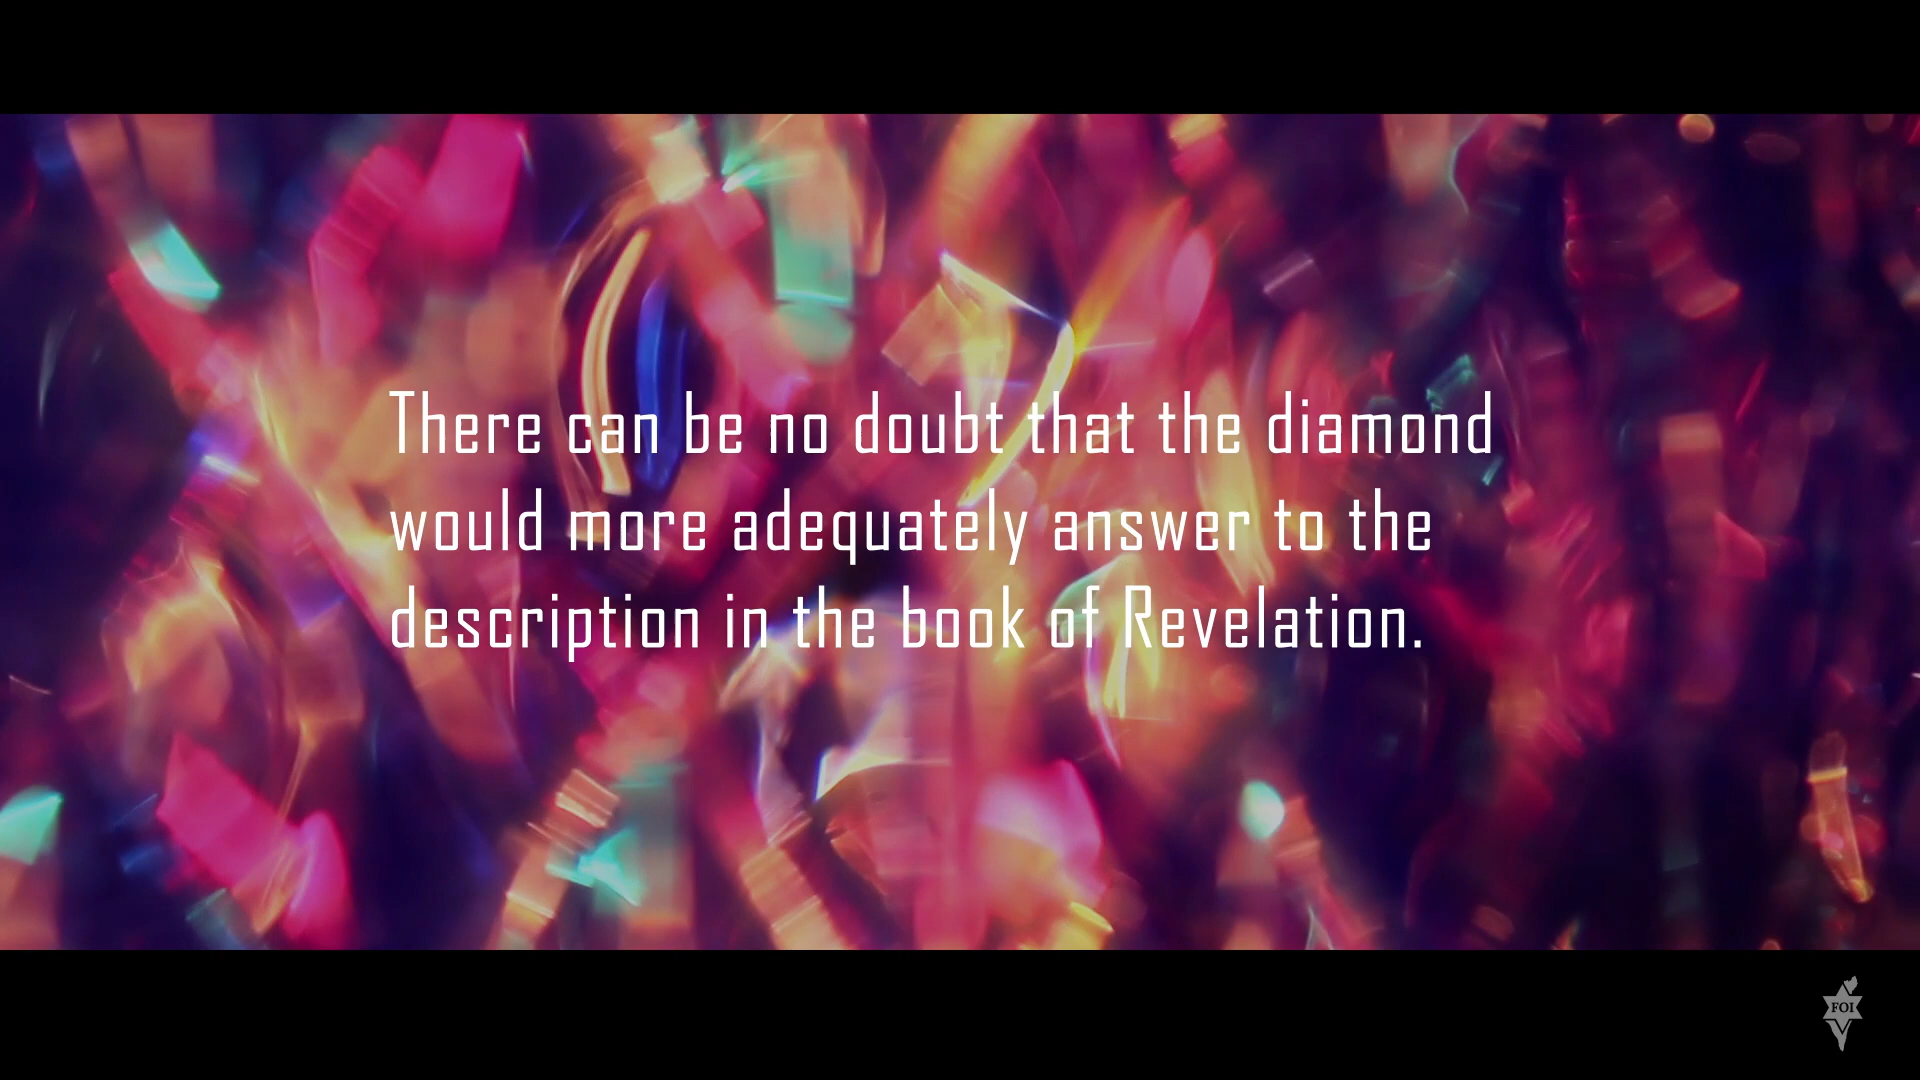 There can be no doubt that the diamond
would more adequately answer to the
description in the book of Revelation.
FOI